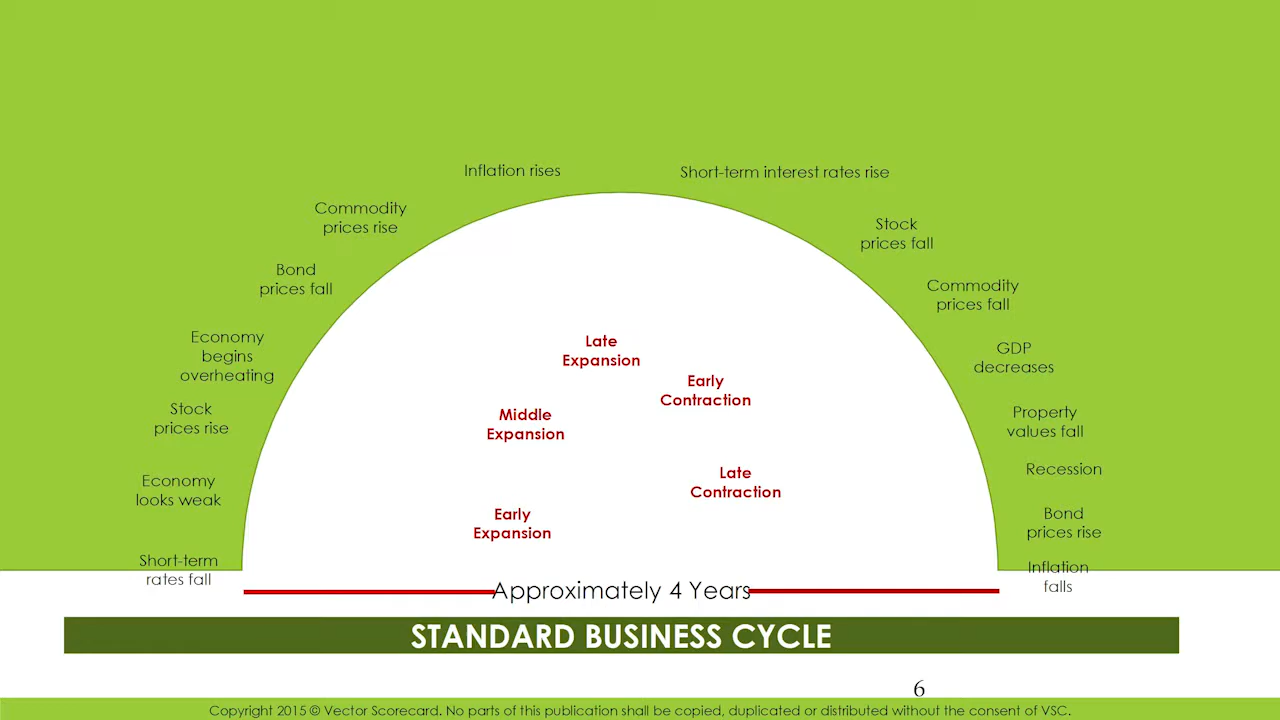 Inflation rises
Short-term interest rates rise
Commodity
prices rise
Stock
prices fall
Bond
prices fall
Commodity
prices fall
Economy
begins
overheating
Late
Expansion
GDP
decreases
Early
Contraction
Stock
prices rise
Middle
Expansion
Property
values fall
Recession
Economy
looks weak
Late
Contraction
Early
Expansion
Bond
prices rise
Short-term
rates fall
Inflation
falls
Approximately 4 Years
STANDARD BUSINESS CYCLE
6
Copyright 2015 © Vector Scorecard. No parts of this publication shall be copied, duplicated or distributed without the consent of VSC.